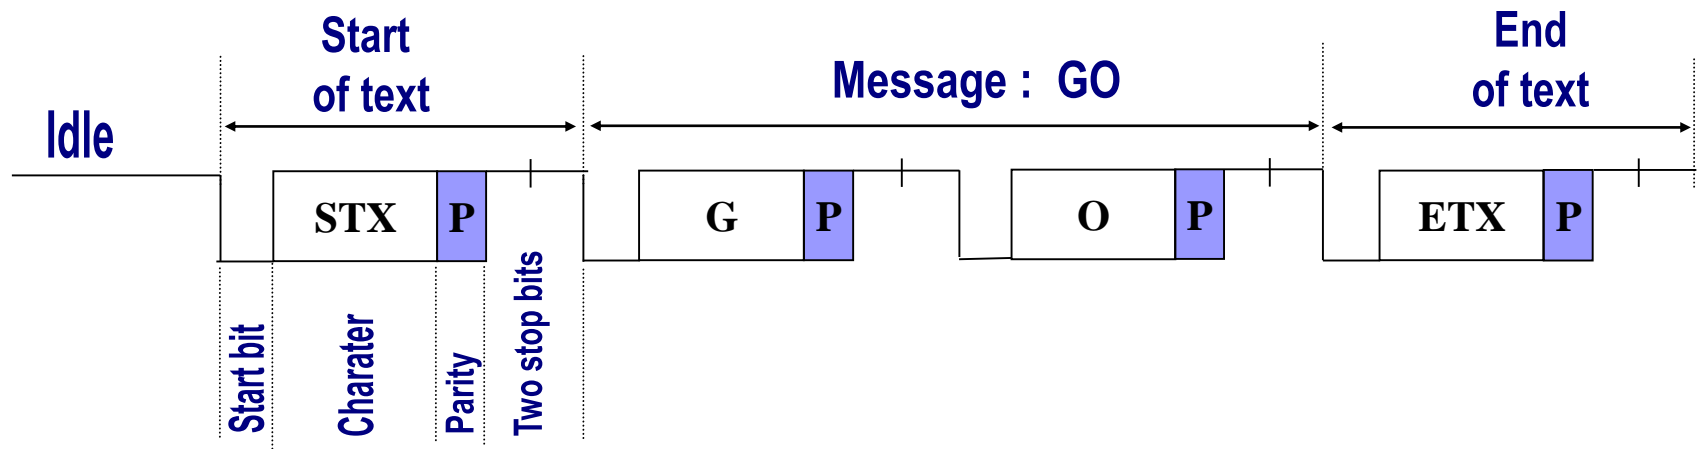 Start
of text
Message :  GO
End
of text
Idle
STX P G P O P ETX P
Start bit
Charater
Parity
Two stop bits